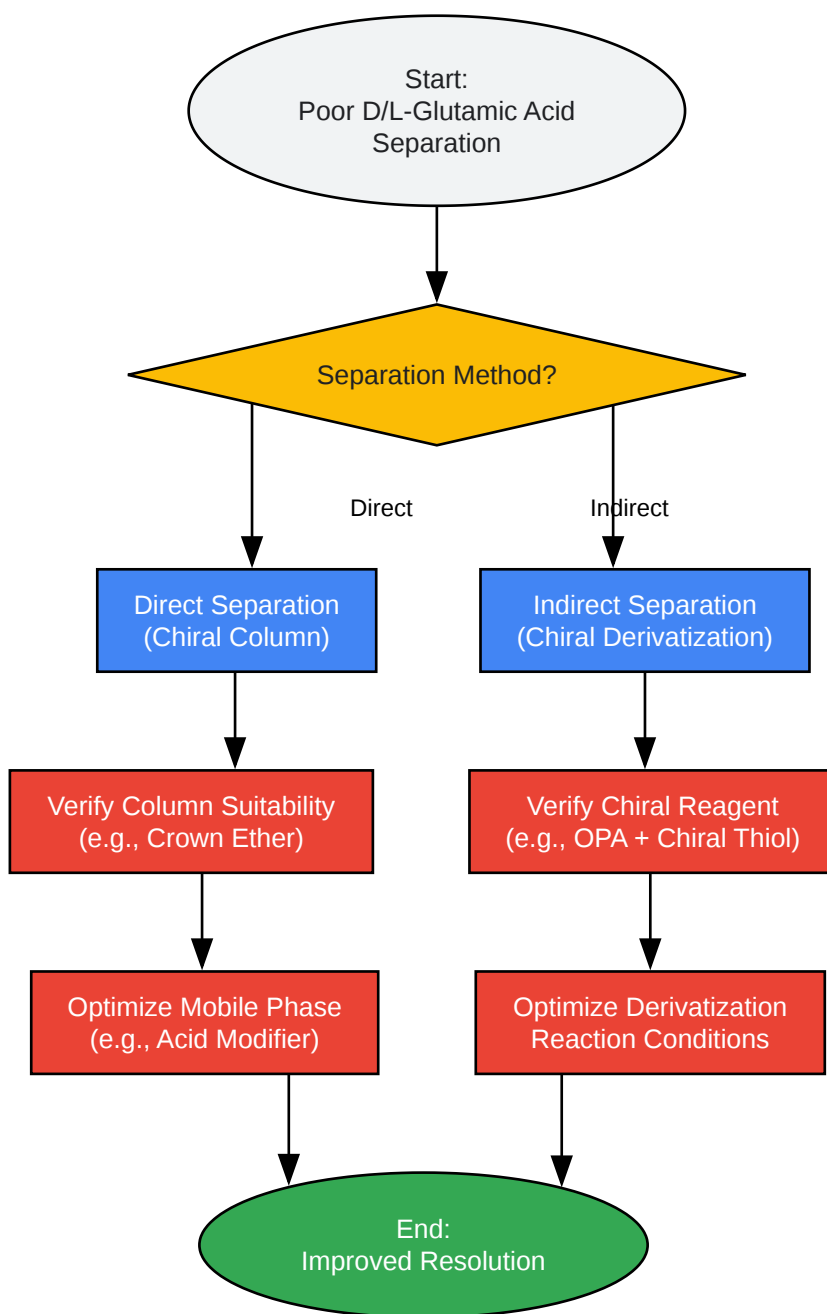 Start:
Poor D/L-Glutamic Acid
Separation
Separation Method?
Direct
Indirect
Direct Separation
(Chiral Column)
Indirect Separation
(Chiral Derivatization)
Verify Column Suitability
(e.g., Crown Ether)
Verify Chiral Reagent
(e.g., OPA + Chiral Thiol)
Optimize Mobile Phase
(e.g., Acid Modifier)
Optimize Derivatization
Reaction Conditions
End:
Improved Resolution